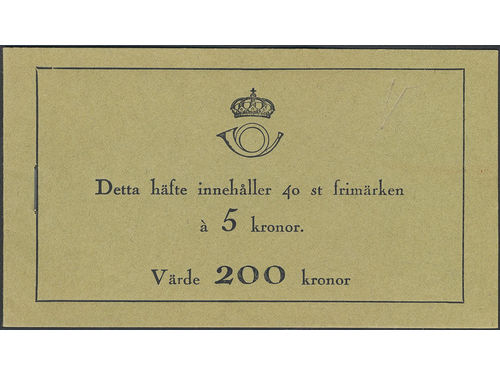 Detta häfte innehåller 40 st frimärken
à 5 kronor.
Värde 200 kronor